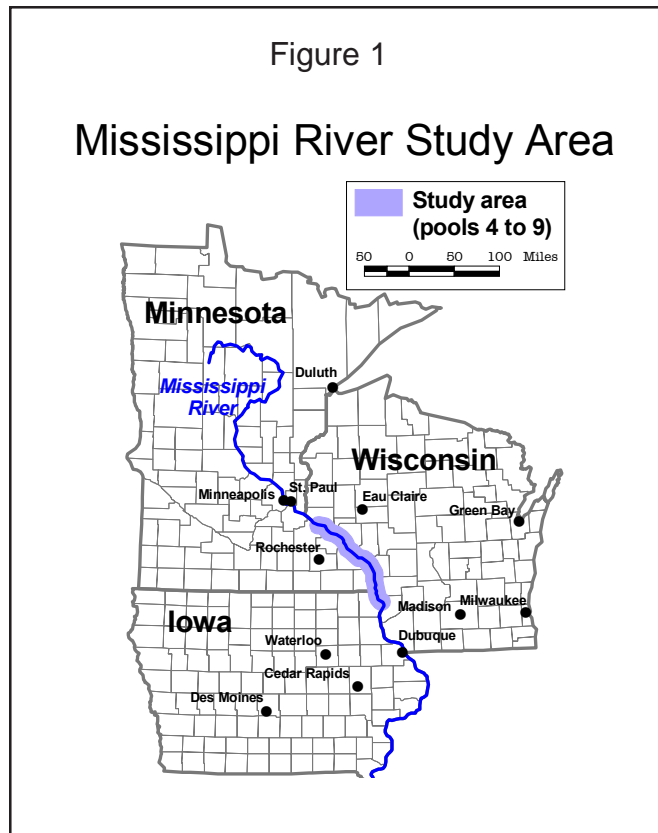 Figure 1
Mississippi River Study Area
Study area
(pools 4 to 9)
50 0 50 100 Miles
Minnesota
Duluth
Mississippi
River
Wisconsin
Minneapolis
St. Paul
Eau Claire
Green Bay
Rochester
Iowa
Madison
Milwaukee
Waterloo
Dubuque
Cedar Rapids
Des Moines